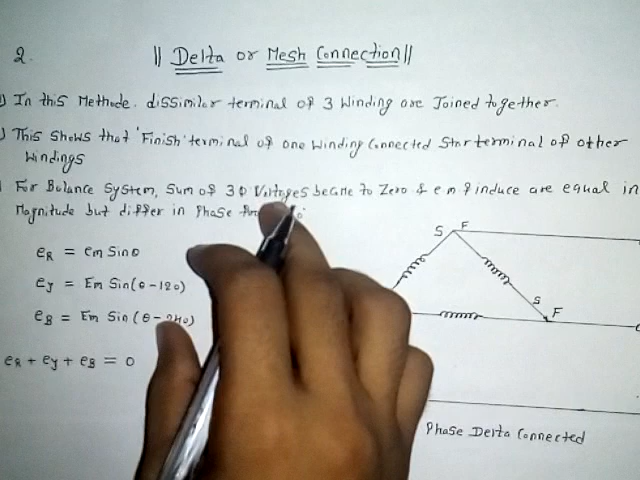 2.
|| Delta or Mesh Connection ||
In this Methode. dissimilar terminal of 3 Winding are Joined together.
This shows that 'Finish' terminal of one Winding Connected Star terminal of other
Windings
For Balance System, Sum of 3 Φ Voltages became to Zero & e m f induce are equal in
Magnitude but differ in Phase
eR = em Sinθ
ey = Em Sin(θ-120)
eB = Em Sin (θ-240)
eR + ey + eB = 0
S F
S F
Phase Delta Connected